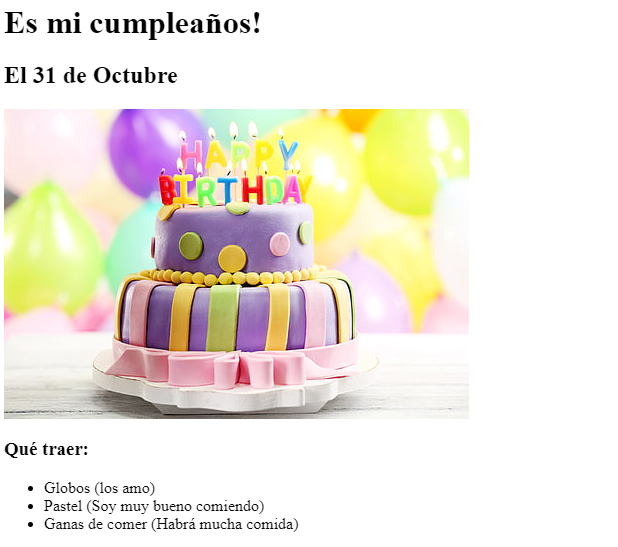 Es mi cumpleaños!
El 31 de Octubre
HAPPY
BIRTHDAY
Qué traer:
Globos (los amo)
Pastel (Soy muy bueno comiendo)
Ganas de comer (Habrá mucha comida)